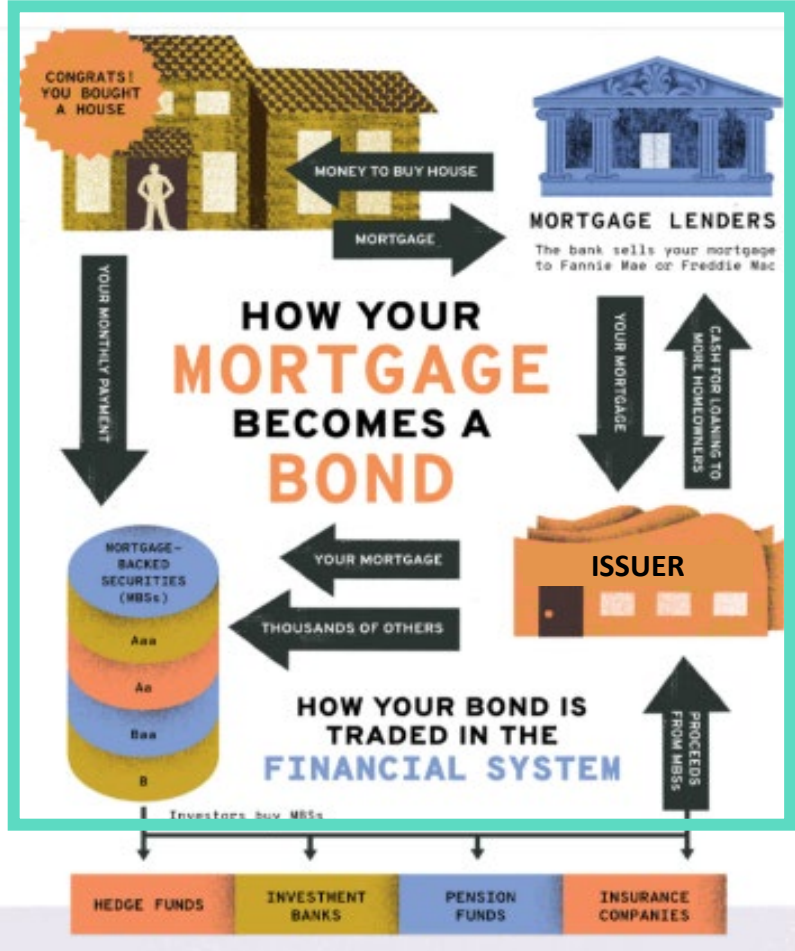 CONGRATS!
YOU BOUGHT
A HOUSE
MONEY TO BUY HOUSE
MORTGAGE
MORTGAGE LENDERS
The bank sells your mortgage
to Fannie Mae or Freddie Mac
YOUR MONTHLY PAYMENT
HOW YOUR
MORTGAGE
BECOMES A
BOND
YOUR MORTGAGE
CASH FOR LOANING TO
MORE HOMEOWNERS
MORTGAGE-
BACKED
SECURITIES
(MBSs)
Aaa
Aa
Baa
B
YOUR MORTGAGE
THOUSANDS OF OTHERS
ISSUER
HOW YOUR BOND IS
TRADED IN THE
FINANCIAL SYSTEM
PROCEEDS
FROM MBSs
Investors buy MBSs
HEDGE FUNDS
INVESTMENT
BANKS
PENSION
FUNDS
INSURANCE
COMPANIES